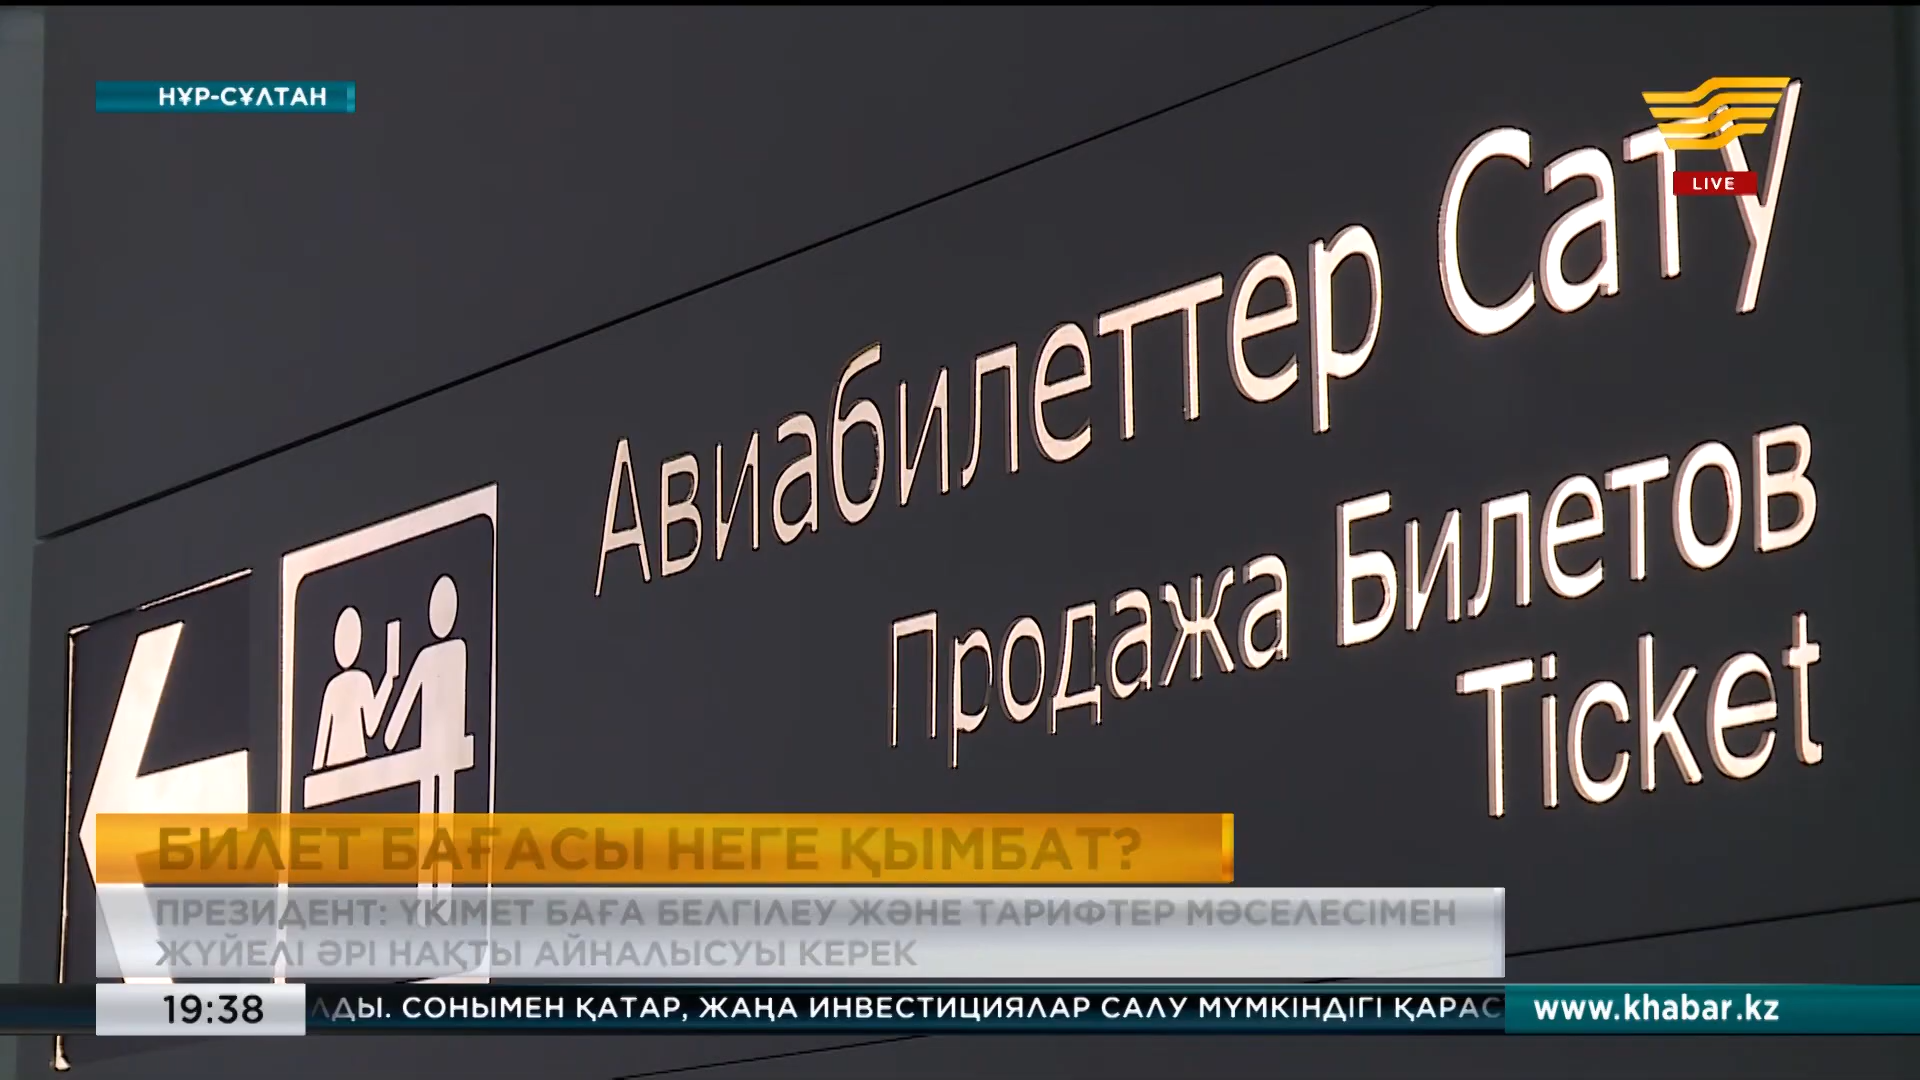 НҰР-СҰЛТАН
LIVE
Авиабилеттер Сату
Продажа Билетов
Ticket
БИЛЕТ БАҒАСЫ НЕГЕ ҚЫМБАТ?
ПРЕЗИДЕНТ: ҮКІМЕТ БАҒА БЕЛГІЛЕУ ЖӘНЕ ТАРИФТЕР МӘСЕЛЕСІМЕН
ЖҮЙЕЛІ ӘРІ НАҚТЫ АЙНАЛЫСУЫ КЕРЕК
19:38
ЛДЫ. СОНЫМЕН ҚАТАР, ЖАҢА ИНВЕСТИЦИЯЛАР САЛУ МҮМКІНДІГІ ҚАРАС
www.khabar.kz